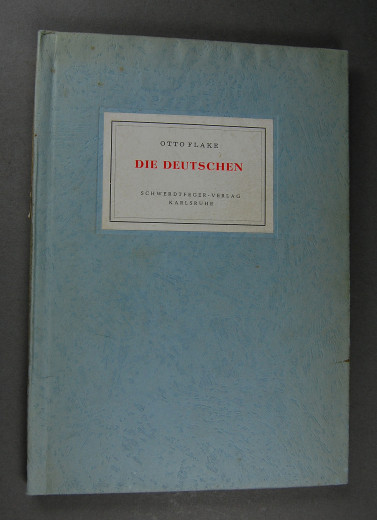 OTTO FLAKE
DIE DEUTSCHEN
SCHWERDTFEGER-VERLAG
KARLSRUHE